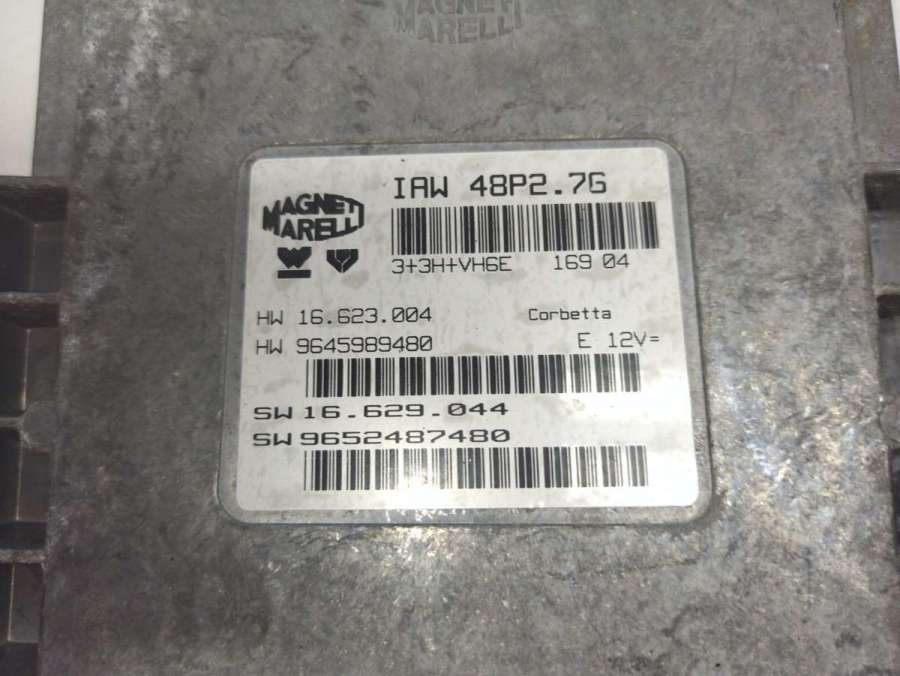 MAGNETI
MARELLI
IAW 48P2.7G
MAGNETI
MARELLI
3+3H+VH6E 169 04
HW 16.623.004 Corbetta
HW 9645989480 E 12V=
SW 16.629.044
SW 9652487480